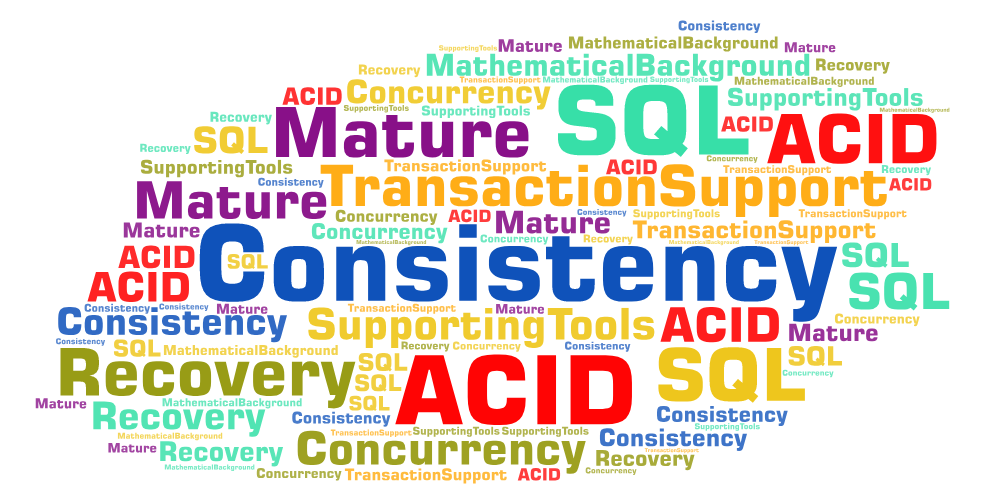 Consistency
SupportingTools Mature MathematicalBackground Mature
Recovery MathematicalBackground Recovery
TransactionSupport MathematicalBackground SupportingTools MathematicalBackground
ACID Concurrency SQL SupportingTools
SupportingTools SupportingTools MathematicalBackground
Recovery Mature ACID ACID
Recovery SQL Concurrency
SupportingTools TransactionSupport ACID TransactionSupport Recovery
Consistency TransactionSupport ACID
Mature Concurrency ACID Mature Consistency SupportingTools TransactionSupport
Mature Concurrency Concurrency Recovery TransactionSupport
MathematicalBackground MathematicalBackground TransactionSupport
ACID SQL Consistency SQL
ACID SQL
Consistency Consistency Mature TransactionSupport Mature
Consistency SupportingTools ACID Concurrency
Mature
Consistency SQL MathematicalBackground Recovery Concurrency Consistency
Recovery SQL ACID SQL SQL
SQL Concurrency
SQL
Mature MathematicalBackground
Recovery Consistency Consistency
MathematicalBackground TransactionSupport SupportingTools SupportingTools SupportingTools
Mature Recovery Concurrency Consistency
TransactionSupport
MathematicalBackground Recovery
Concurrency TransactionSupport ACID Concurrency